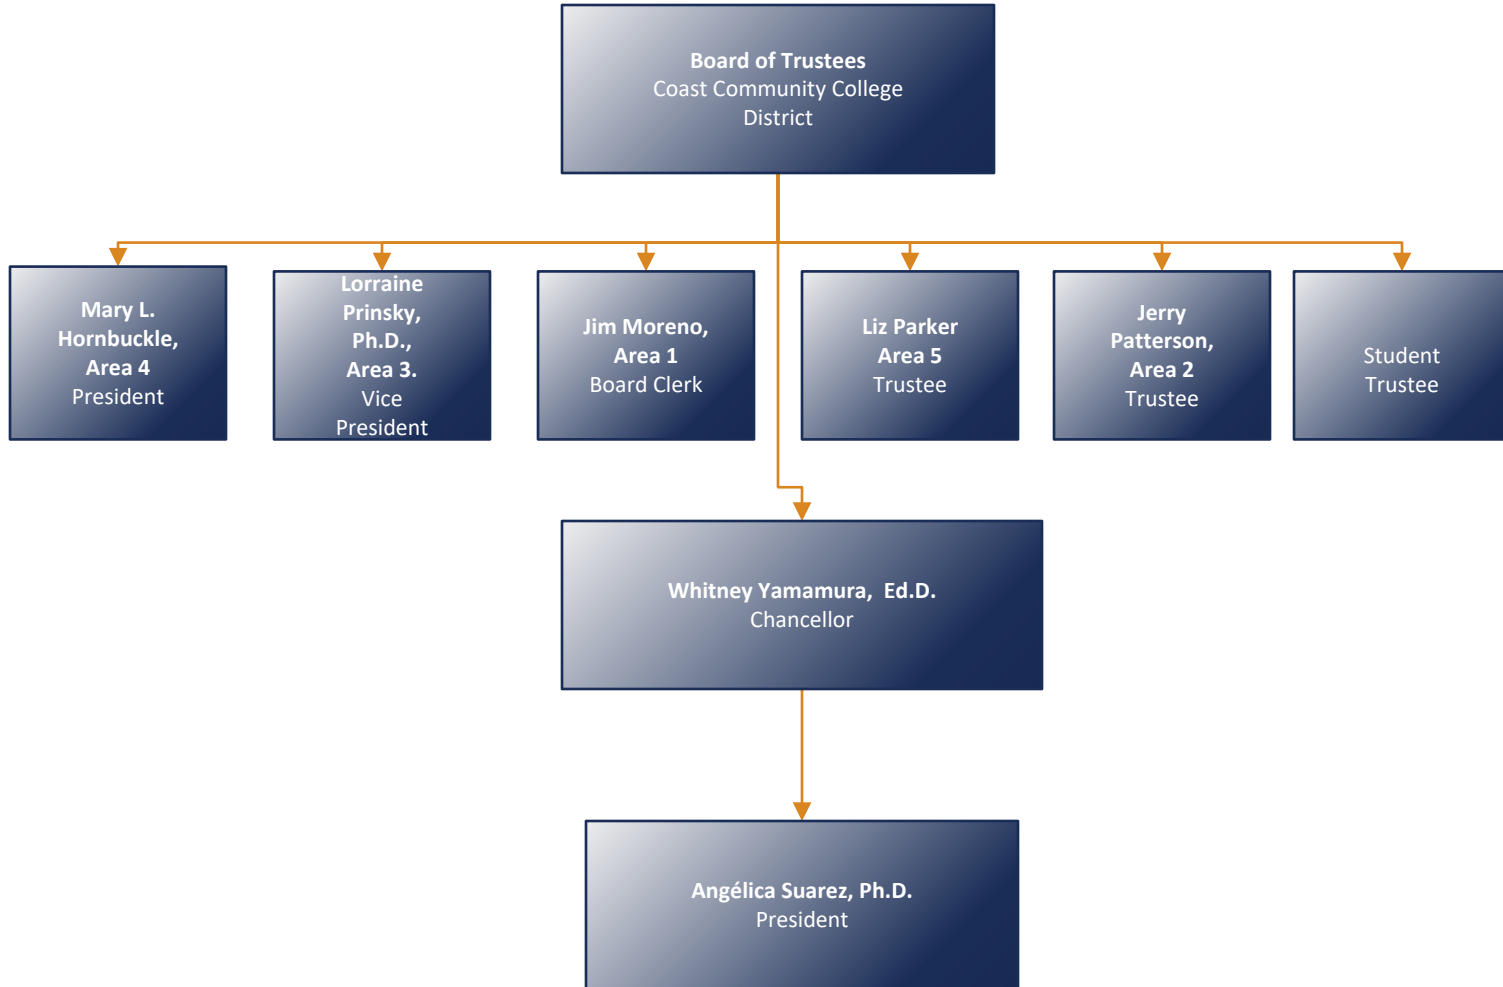 Board of Trustees
Coast Community College
District
Mary L.
Hornbuckle,
Area 4
President
Lorraine
Prinsky,
Ph.D.,
Area 3.
Vice
President
Jim Moreno,
Area 1
Board Clerk
Liz Parker
Area 5
Trustee
Jerry
Patterson,
Area 2
Trustee
Student
Trustee
Whitney Yamamura,  Ed.D.
Chancellor
Angélica Suarez, Ph.D.
President